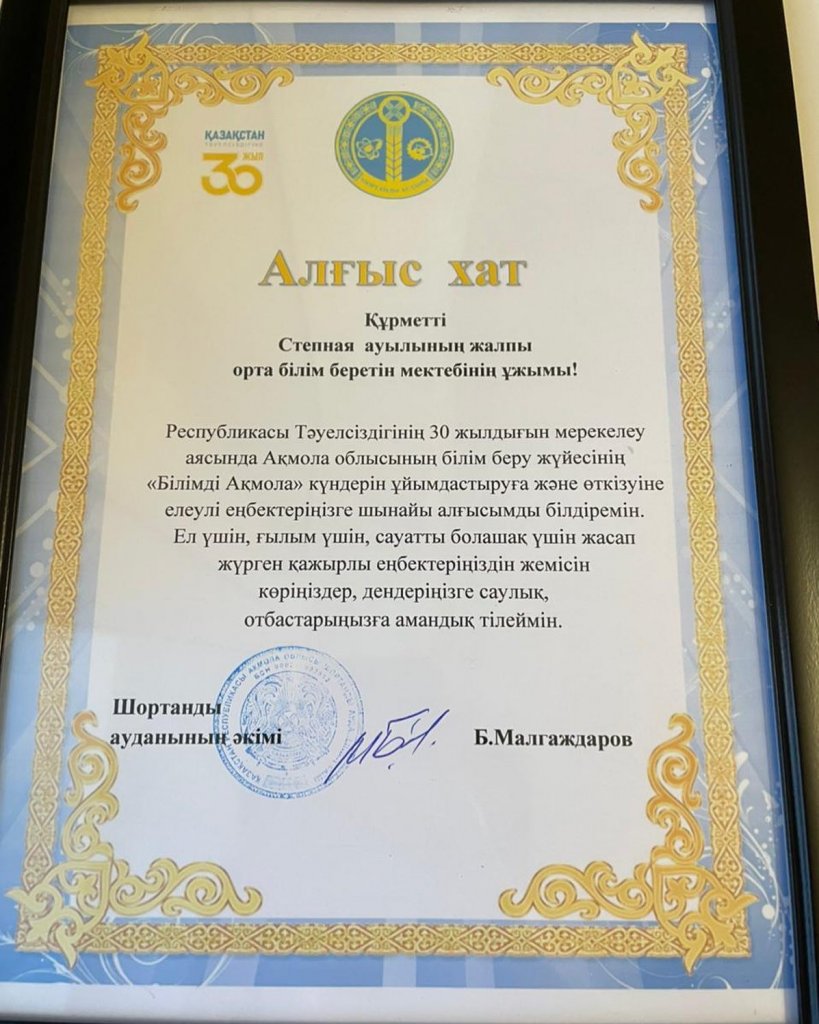 ҚАЗАҚСТАН
ТӘУЕЛСІЗДІГІНЕ
30 ЖЫЛ
Алғыс хат
Құрметті
Степная ауылының жалпы
орта білім беретін мектебінің ұжымы!
Республикасы Тәуелсіздігінің 30 жылдығын мерекелеу
аясында Ақмола облысының білім беру жүйесінің
«Білімді Ақмола» күндерін ұйымдастыруға және өткізуіне
елеулі еңбектеріңізге шынайы алғысымды білдіремін.
Ел үшін, ғылым үшін, сауатты болашақ үшін жасап
жүрген қажырлы еңбектеріңіздін жемісін
көріңіздер, дендеріңізге саулық,
отбастарыңызға амандық тілеймін.
Шортанды
ауданының әкімі
Б.Малгаждаров